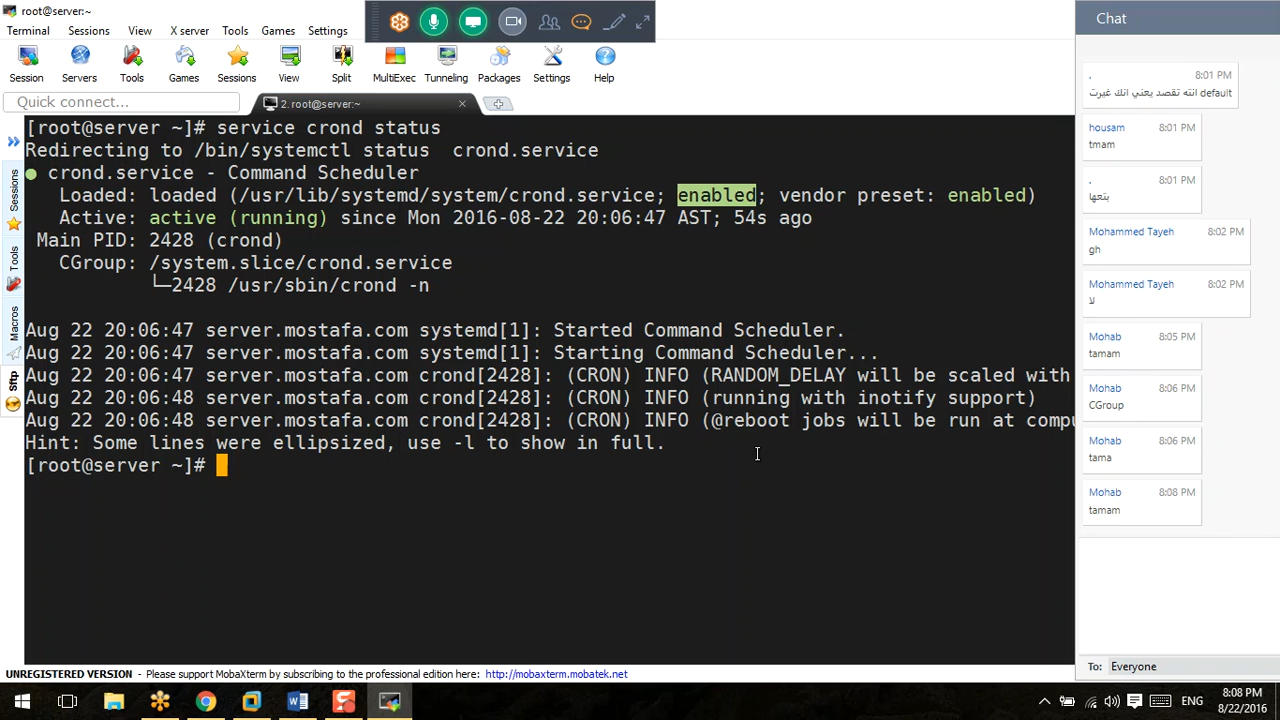 root@server:~
Terminal Sessions View X server Tools Games Settings
Session Servers Tools Games Sessions View Split MultiExec Tunneling Packages Settings Help
Quick connect...
2. root@server:~
[root@server ~]# service crond status
Redirecting to /bin/systemctl status  crond.service
● crond.service - Command Scheduler
   Loaded: loaded (/usr/lib/systemd/system/crond.service; enabled; vendor preset: enabled)
   Active: active (running) since Mon 2016-08-22 20:06:47 AST; 54s ago
 Main PID: 2428 (crond)
   CGroup: /system.slice/crond.service
           └─2428 /usr/sbin/crond -n
Aug 22 20:06:47 server.mostafa.com systemd[1]: Started Command Scheduler.
Aug 22 20:06:47 server.mostafa.com systemd[1]: Starting Command Scheduler...
Aug 22 20:06:47 server.mostafa.com crond[2428]: (CRON) INFO (RANDOM_DELAY will be scaled with
Aug 22 20:06:48 server.mostafa.com crond[2428]: (CRON) INFO (running with inotify support)
Aug 22 20:06:48 server.mostafa.com crond[2428]: (CRON) INFO (@reboot jobs will be run at compu
Hint: Some lines were ellipsized, use -l to show in full.
[root@server ~]#
Sessions
Tools
Macros
Sftp
UNREGISTERED VERSION - Please support MobaXterm by subscribing to the professional edition here: http://mobaxterm.mobatek.net
Chat
. 8:01 PM
انته تقصد يعني انك غيرت default
housam 8:01 PM
tmam
. 8:01 PM
بتعها
Mohammed Tayeh 8:02 PM
gh
Mohammed Tayeh 8:02 PM
لا
Mohab 8:05 PM
tamam
Mohab 8:06 PM
CGroup
Mohab 8:06 PM
tama
Mohab 8:08 PM
tamam
To: Everyone
ENG
8:08 PM
8/22/2016